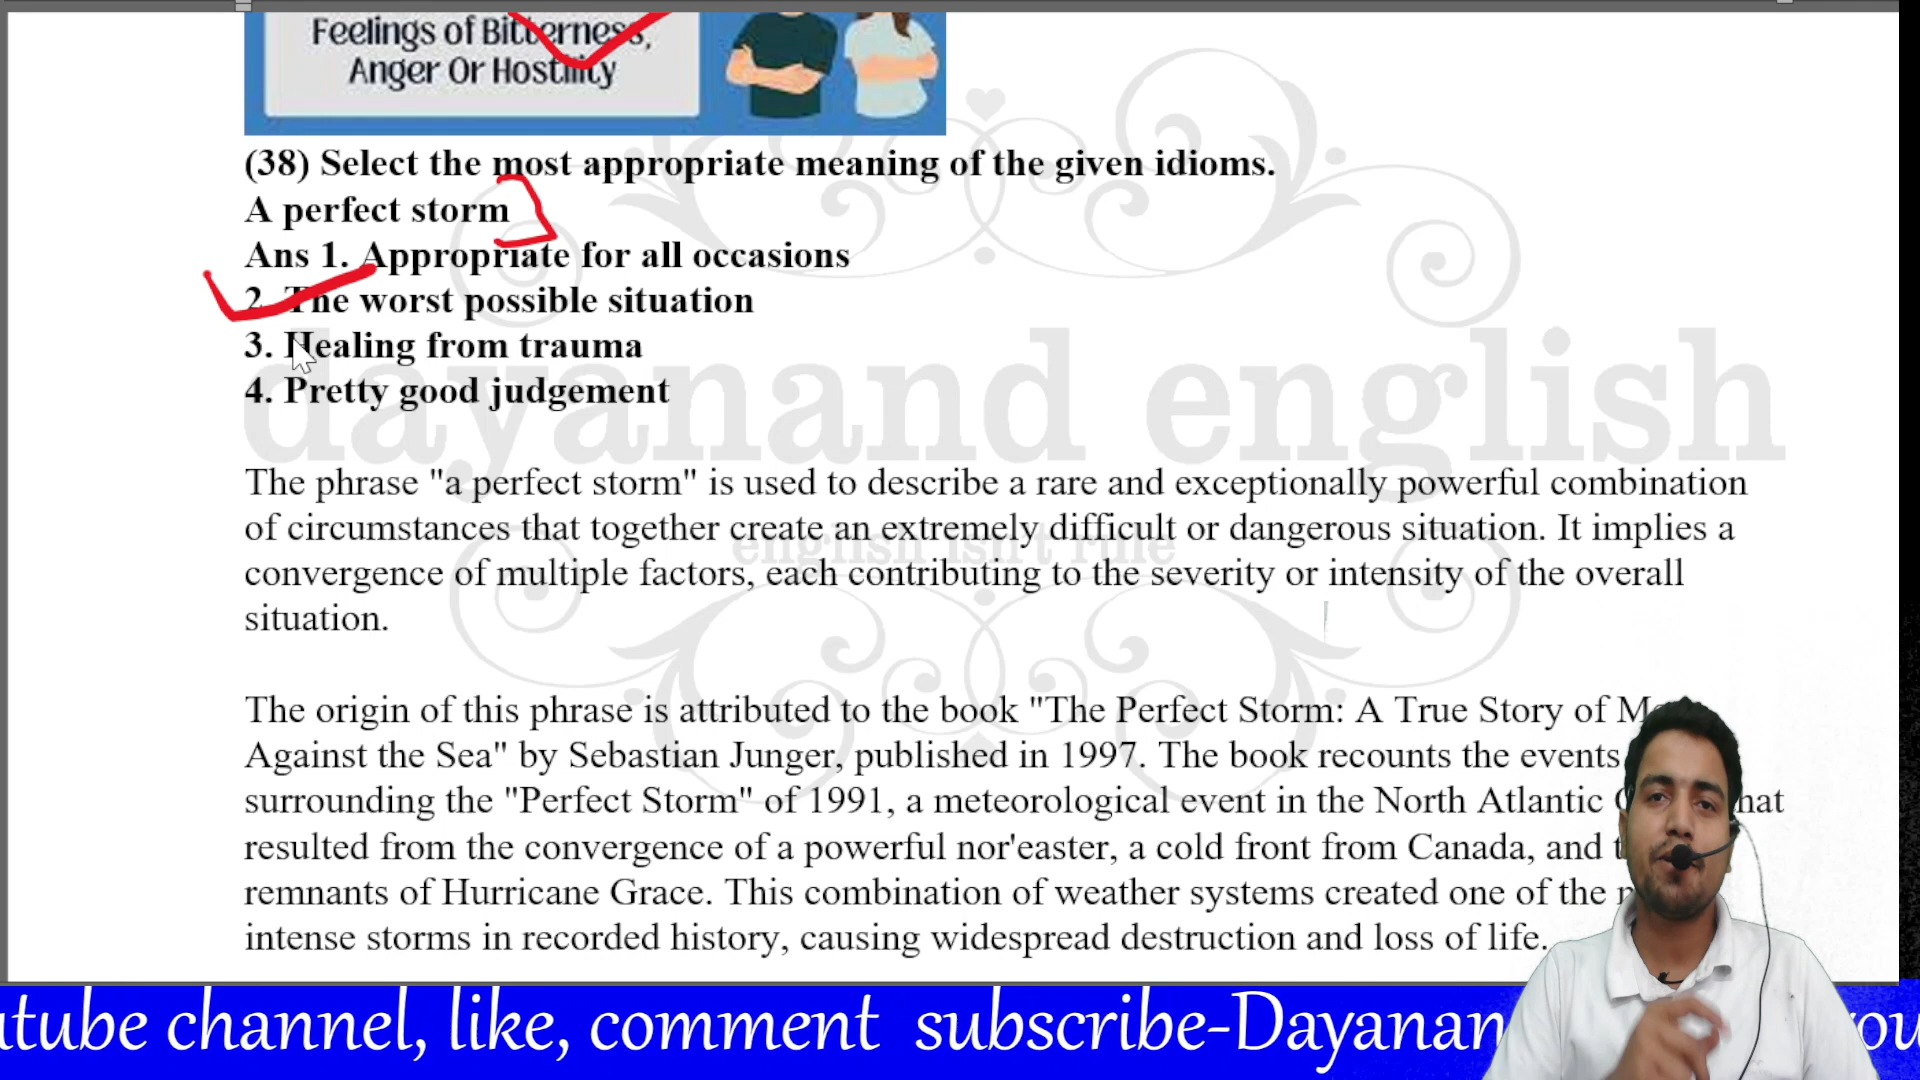 Feelings of Bitterness,
Anger Or Hostility
(38) Select the most appropriate meaning of the given idioms.
A perfect storm
Ans 1. Appropriate for all occasions
2. The worst possible situation
3. Healing from trauma
4. Pretty good judgement
dayanand english
The phrase "a perfect storm" is used to describe a rare and exceptionally powerful combination
of circumstances that together create an extremely difficult or dangerous situation. It implies a
english isn't rule
convergence of multiple factors, each contributing to the severity or intensity of the overall
situation.
The origin of this phrase is attributed to the book "The Perfect Storm: A True Story of
Against the Sea" by Sebastian Junger, published in 1997. The book recounts the events
surrounding the "Perfect Storm" of 1991, a meteorological event in the North Atlantic
resulted from the convergence of a powerful nor'easter, a cold front from Canada, and
remnants of Hurricane Grace. This combination of weather systems created one of the
intense storms in recorded history, causing widespread destruction and loss of life.
utube channel, like, comment subscribe-Dayanan you